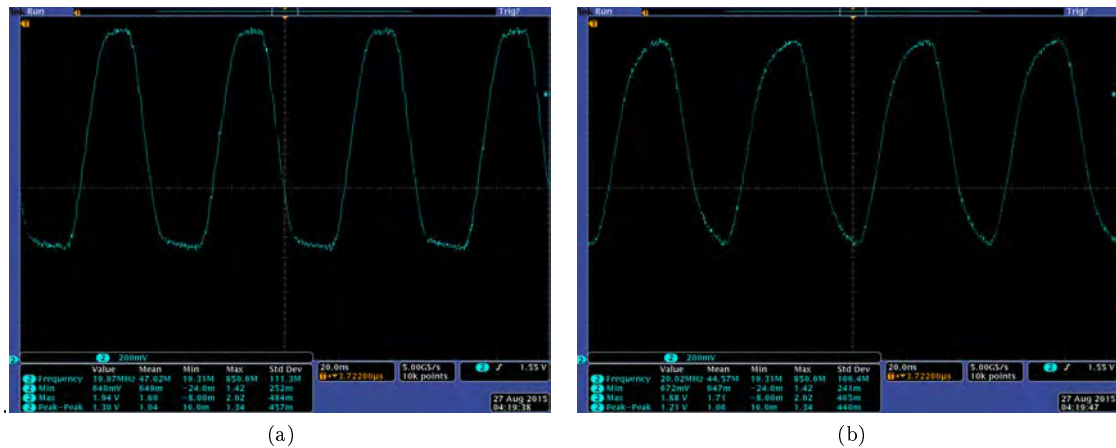 Run
Trig?
2 200mV
Value Mean Min Max Std Dev
2 Frequency 19.97MHz 47.02M 19.31M 850.6M 111.3M
2 Min 640mV 648m −24.0m 1.42 252m
2 Max 1.94 V 1.69 −8.00m 2.02 484m
2 Peak-Peak 1.30 V 1.04 16.0m 1.34 457m
20.0ns
3.72200µs
5.00GS/s
10k points
2 1.55 V
27 Aug 2015
04:19:38
(a)
Run
Trig?
2 200mV
Value Mean Min Max Std Dev
2 Frequency 20.02MHz 44.57M 19.31M 850.6M 106.4M
2 Min 672mV 647m −24.0m 1.42 241m
2 Max 1.88 V 1.71 −8.00m 2.02 465m
2 Peak-Peak 1.21 V 1.06 16.0m 1.34 440m
20.0ns
3.72200µs
5.00GS/s
10k points
2 1.55 V
27 Aug 2015
04:19:47
(b)